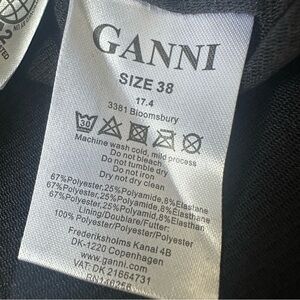 GANNI
SIZE 38
17.4
3381 Bloomsbury
30
Machine wash cold, mild process
Do not bleach
Do not tumble dry
Do not iron
Dry not dry clean
67%Polyester,25%Polyamide,8%Elastane
67%Polyester,25%Polyamide,8%Elasthane
67%Polyester,25%Polyamide,8%Elasthan
Lining/Doublure/Futter:
100% Polyester/Polyester/Polyester
Frederiksholms Kanal 4B
DK-1220 Copenhagen
www.ganni.com
VAT: DK 21664731